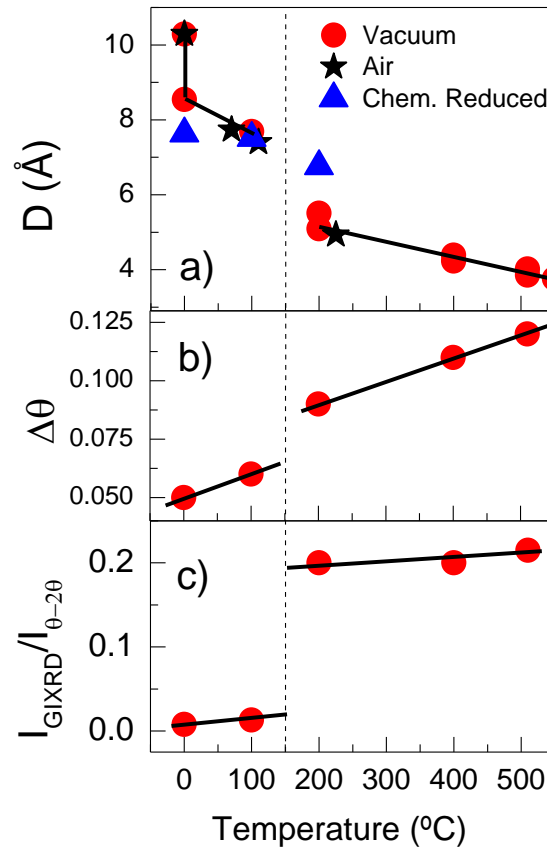 10
8
6
4
D (Å)
Vacuum
Air
Chem. Reduced
a)
0.125
0.100
0.075
0.050
Δθ
b)
0.2
0.1
0.0
I_GIXRD/I_θ−2θ
c)
0 100 200 300 400 500
Temperature (ºC)